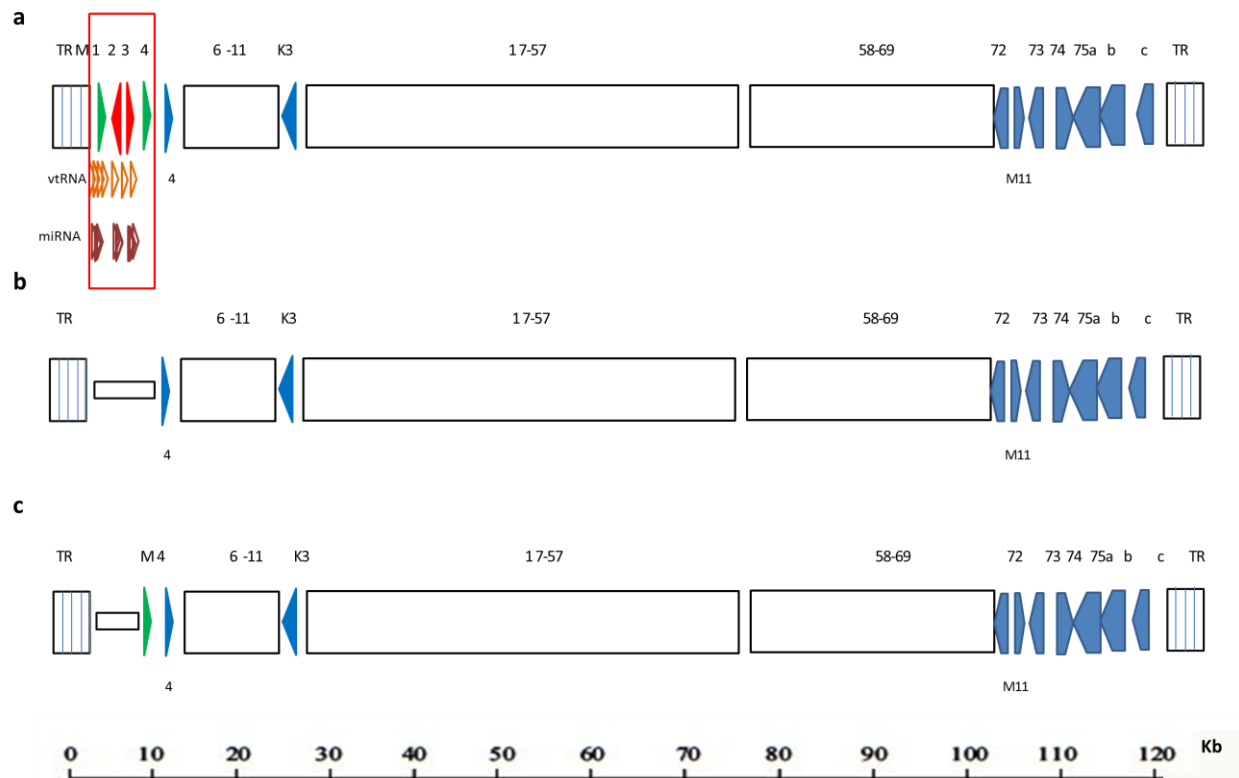 a
TR M 1 2 3 4 6 -11 K3 17-57 58-69 72 73 74 75a b c TR
vtRNA 4 M11
miRNA
b
TR 6 -11 K3 17-57 58-69 72 73 74 75a b c TR
4 M11
c
TR M 4 6 -11 K3 17-57 58-69 72 73 74 75a b c TR
4 M11
0 10 20 30 40 50 60 70 80 90 100 110 120 Kb